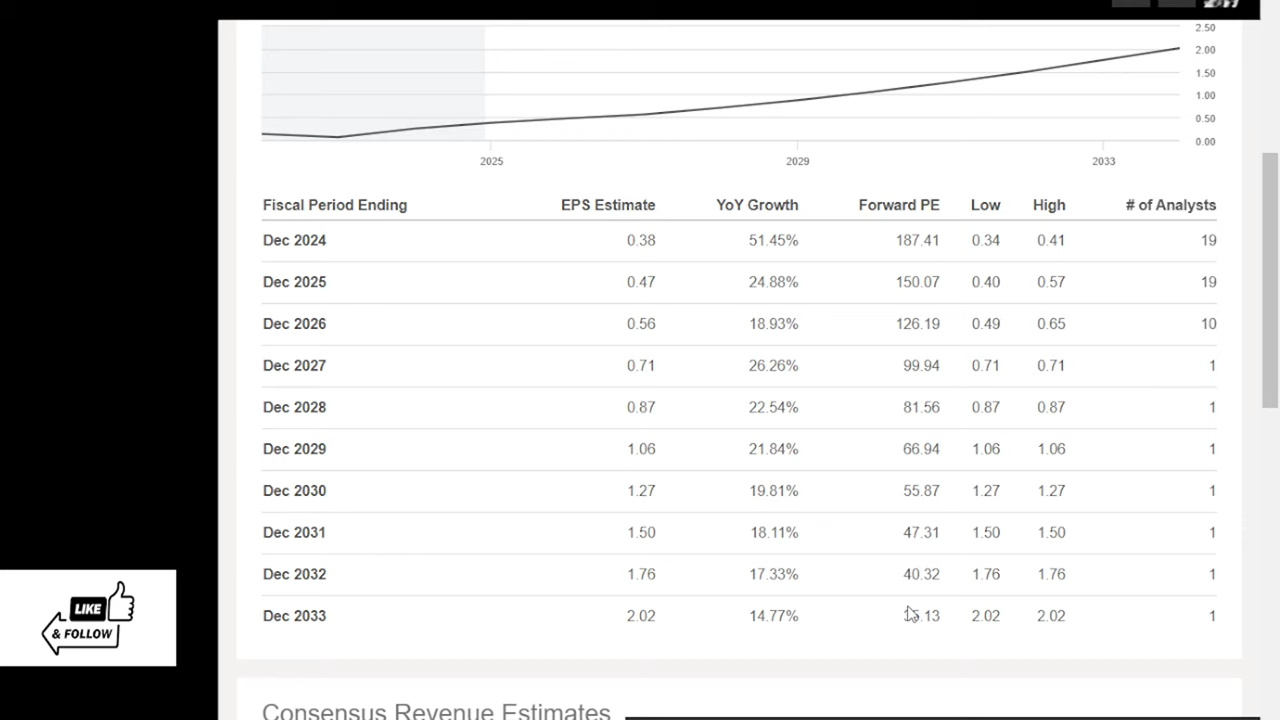 2.50
2.00
1.50
1.00
0.50
0.00
2025 2029 2033
Fiscal Period Ending EPS Estimate YoY Growth Forward PE Low High # of Analysts
Dec 2024 0.38 51.45% 187.41 0.34 0.41 19
Dec 2025 0.47 24.88% 150.07 0.40 0.57 19
Dec 2026 0.56 18.93% 126.19 0.49 0.65 10
Dec 2027 0.71 26.26% 99.94 0.71 0.71 1
Dec 2028 0.87 22.54% 81.56 0.87 0.87 1
Dec 2029 1.06 21.84% 66.94 1.06 1.06 1
Dec 2030 1.27 19.81% 55.87 1.27 1.27 1
Dec 2031 1.50 18.11% 47.31 1.50 1.50 1
Dec 2032 1.76 17.33% 40.32 1.76 1.76 1
Dec 2033 2.02 14.77% 2.02 2.02 1
LIKE
& FOLLOW
Consensus Revenue Estimates